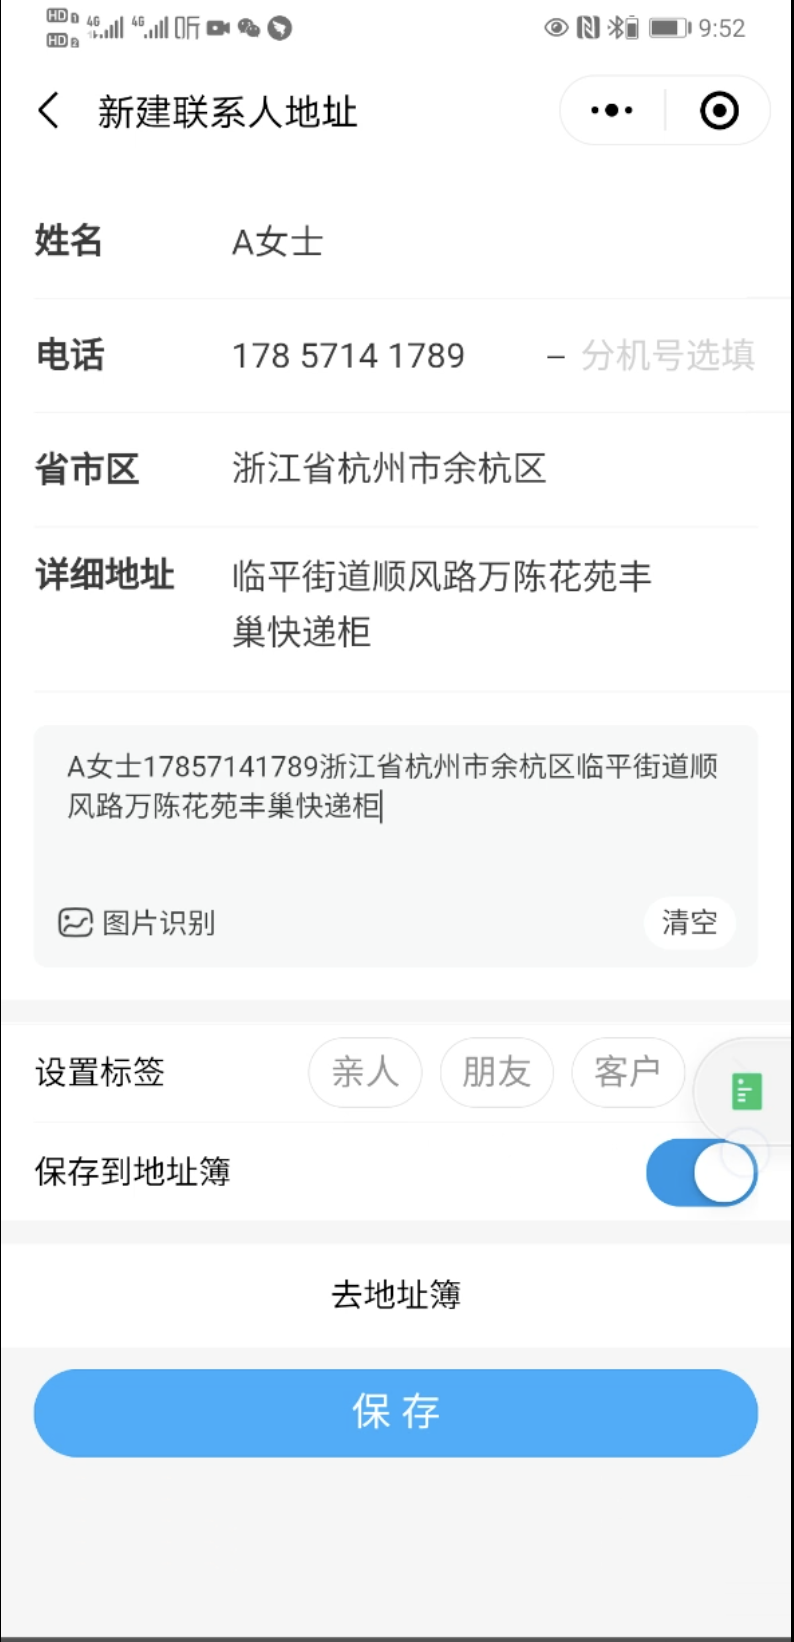 HD 1 4G 4G 听 9:52
HD 2
新建联系人地址
姓名 A女士
电话 178 5714 1789 – 分机号选填
省市区 浙江省杭州市余杭区
详细地址 临平街道顺风路万陈花苑丰
巢快递柜
A女士17857141789浙江省杭州市余杭区临平街道顺
风路万陈花苑丰巢快递柜
图片识别 清空
设置标签 亲人 朋友 客户
保存到地址簿
去地址簿
保存